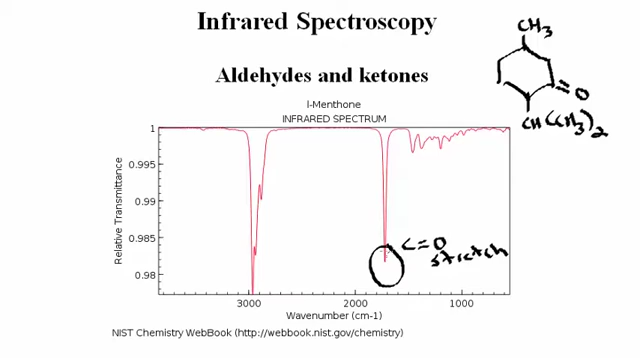 Infrared Spectroscopy
Aldehydes and ketones
l-Menthone
INFRARED SPECTRUM
CH3
O
CH(CH3)2
1
0.995
0.99
0.985
0.98
Relative Transmittance
C=O
stretch
3000
2000
1000
Wavenumber (cm-1)
NIST Chemistry WebBook (http://webbook.nist.gov/chemistry)